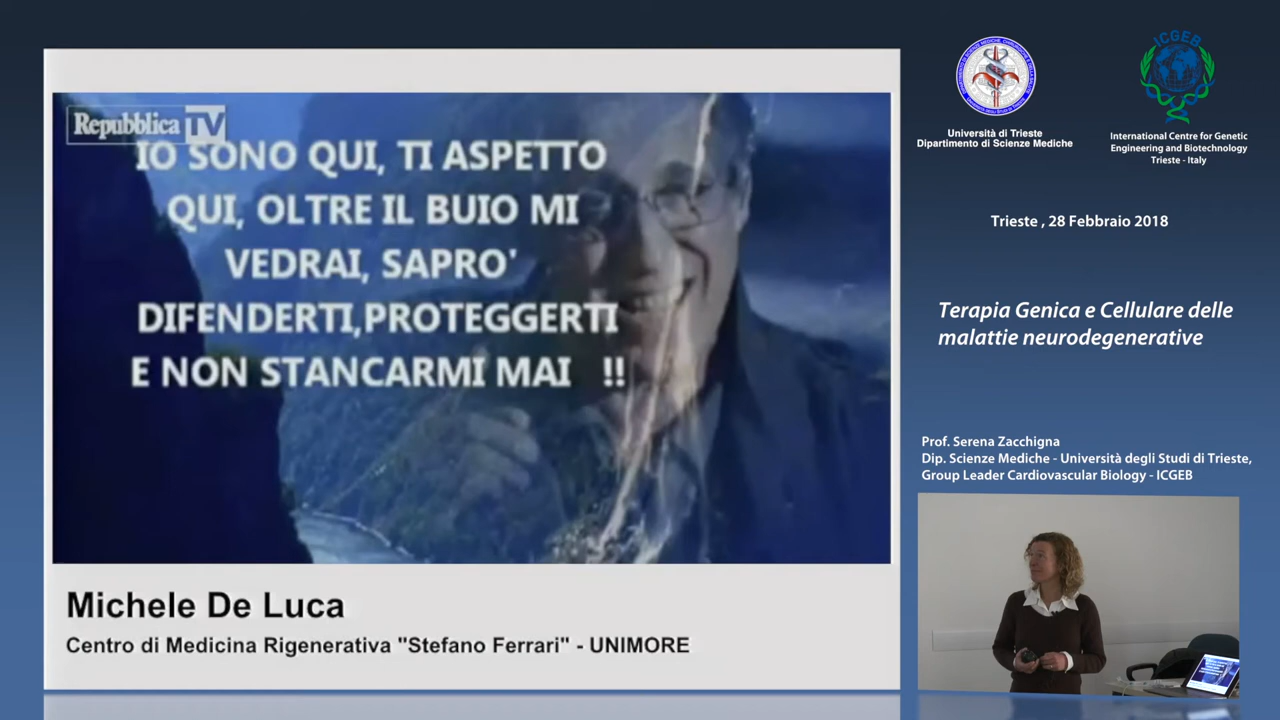 Repubblica TV
IO SONO QUI, TI ASPETTO
QUI, OLTRE IL BUIO MI
VEDRAI, SAPRO'
DIFENDERTI,PROTEGGERTI
E NON STANCARMI MAI !!
Michele De Luca
Centro di Medicina Rigenerativa "Stefano Ferrari" - UNIMORE
Università di Trieste
Dipartimento di Scienze Mediche
ICGEB
International Centre for Genetic
Engineering and Biotechnology
Trieste - Italy
Trieste , 28 Febbraio 2018
Terapia Genica e Cellulare delle
malattie neurodegenerative
Prof. Serena Zacchigna
Dip. Scienze Mediche - Università degli Studi di Trieste,
Group Leader Cardiovascular Biology - ICGEB